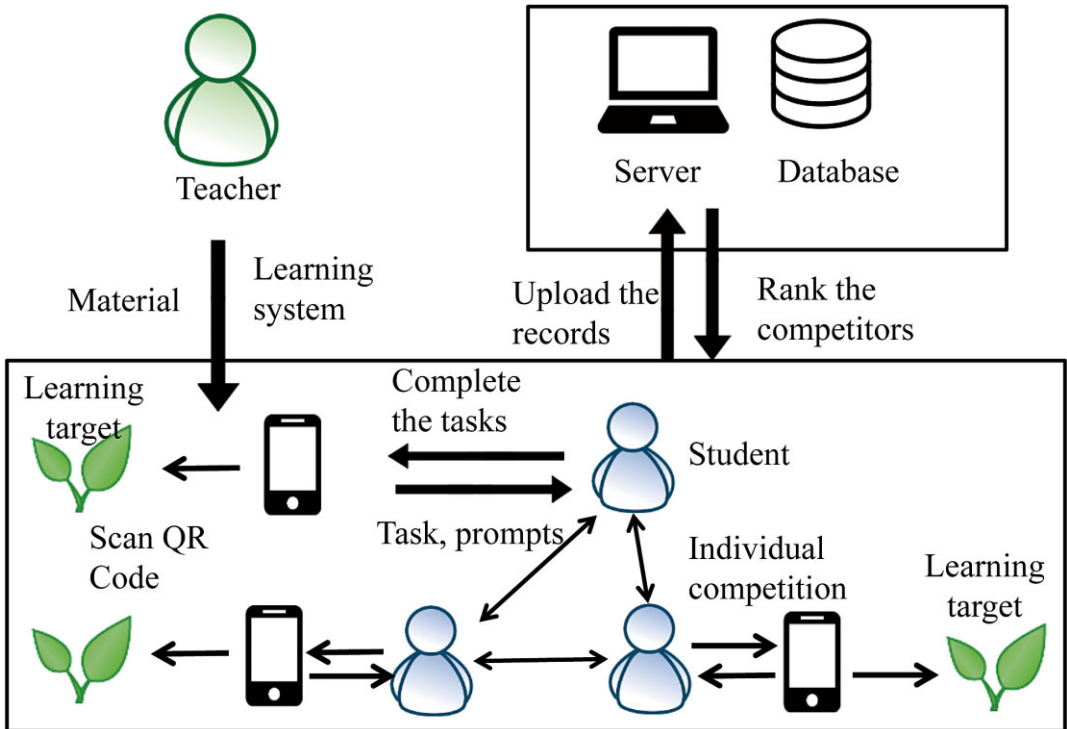 Teacher
Server
Database
Material
Learning
system
Upload the
records
Rank the
competitors
Learning
target
Complete
the tasks
Student
Task, prompts
Scan QR
Code
Individual
competition
Learning
target